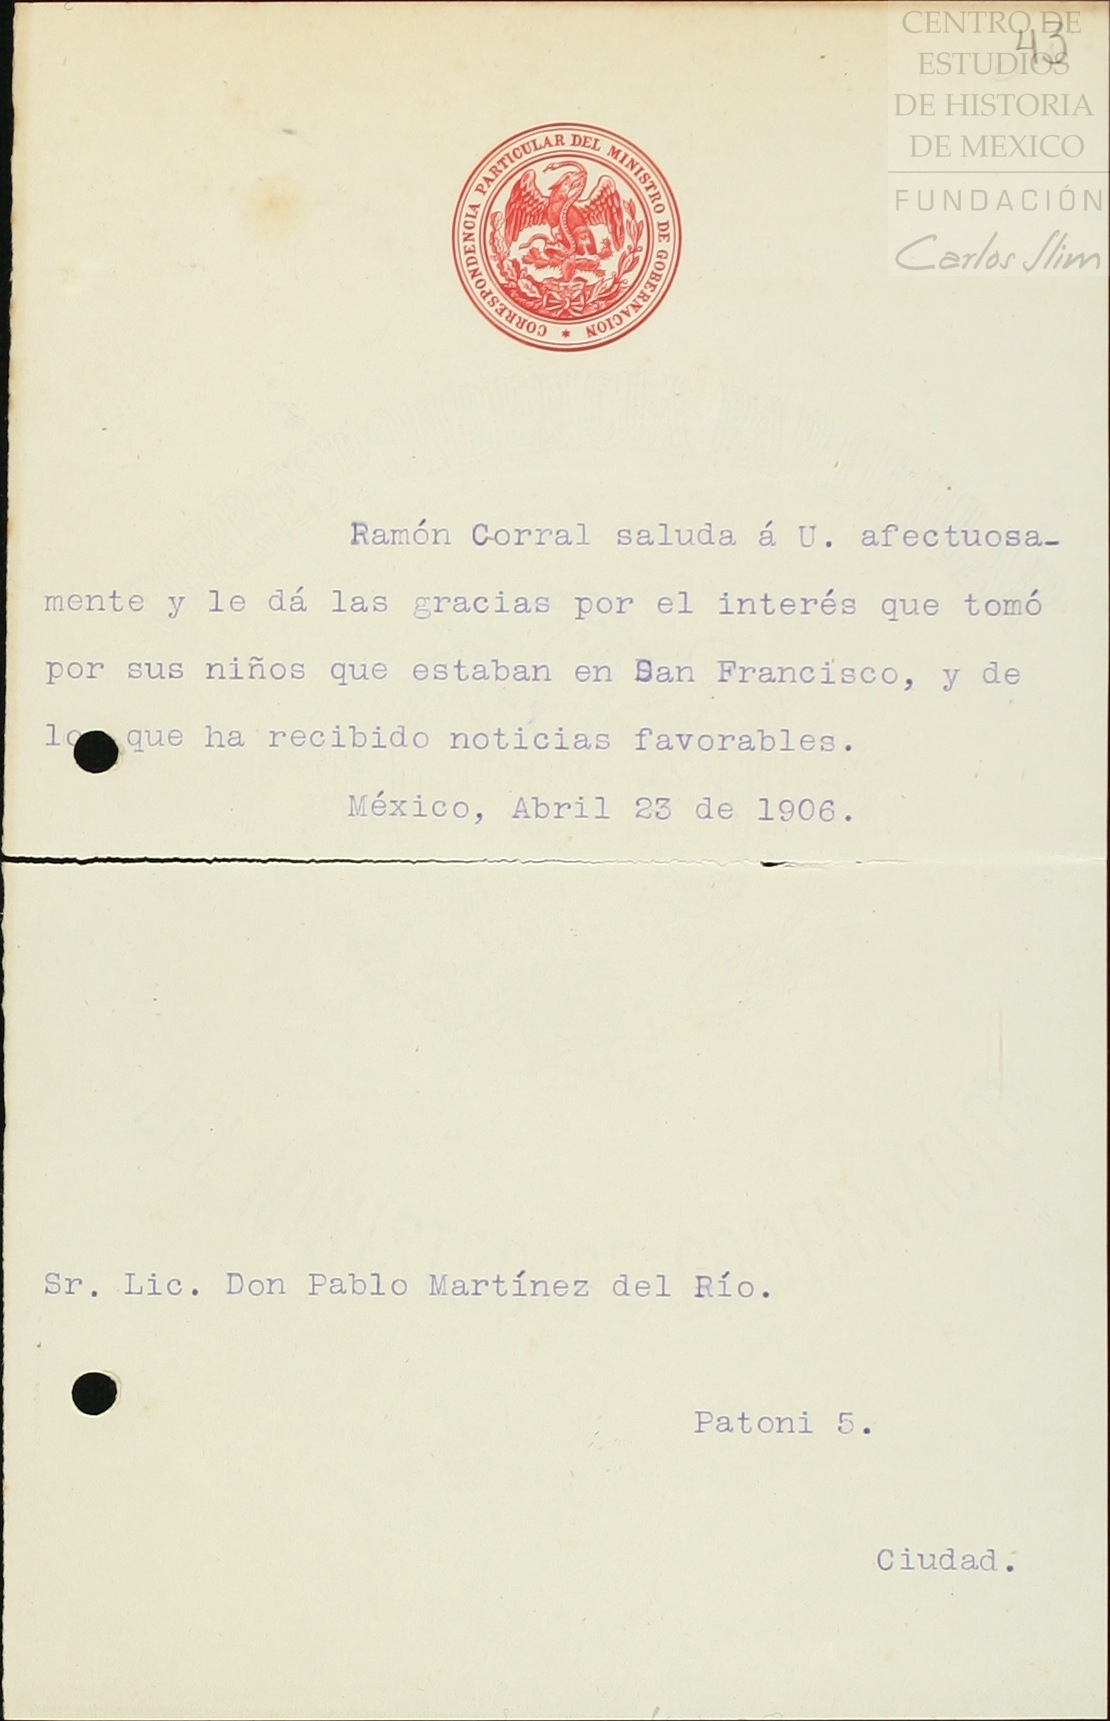 43
CENTRO DE
ESTUDIOS
DE HISTORIA
DE MEXICO
FUNDACIÓN
Carlos Slim
CORRESPONDENCIA PARTICULAR DEL MINISTRO DE GOBERNACION *
Ramón Corral saluda á U. afectuosa-
mente y le dá las gracias por el interés que tomó
por sus niños que estaban en San Francisco, y de
que ha recibido noticias favorables.
México, Abril 23 de 1906.
Sr. Lic. Don Pablo Martínez del Río.
Patoni 5.
Ciudad.